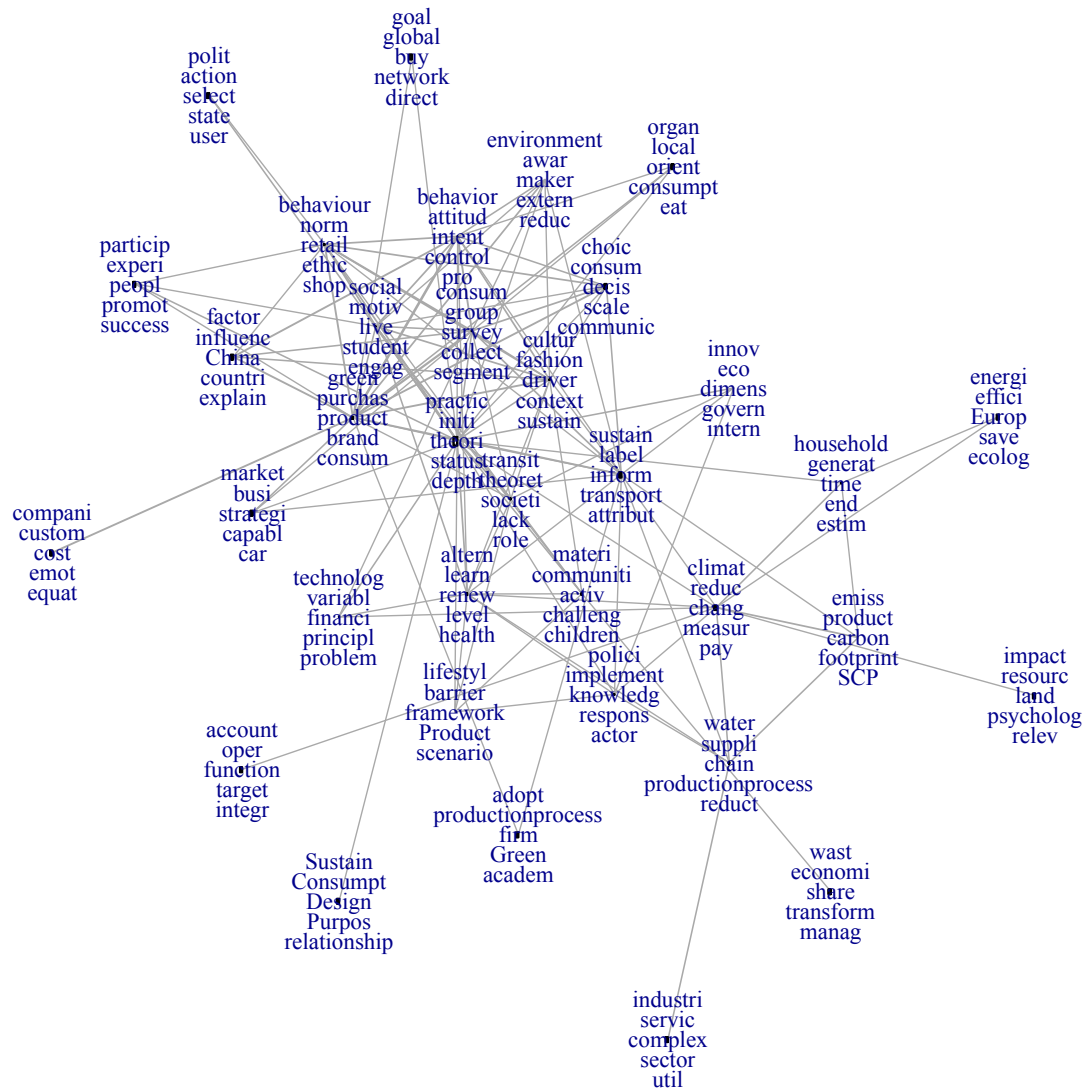 goal
global
buy
network
direct
polit
action
select
state
user
environment
awar
maker
extern
reduc
organ
local
orient
consumpt
eat
behavior
attitud
intent
control
pro
behaviour
norm
retail
ethic
shop
particip
experi
peopl
promot
success
choic
consum
decis
scale
communic
social
motiv
live
student
engag
consum
group
survey
collect
segment
factor
influenc
China
countri
explain
cultur
fashion
driver
context
sustain
innov
eco
dimens
govern
intern
energi
effici
Europ
save
ecolog
green
purchas
product
brand
consum
practic
initi
theori
status
depth
sustain
label
inform
transport
attribut
household
generat
time
end
estim
transit
theoret
societi
lack
role
market
busi
strategi
capabl
car
compani
custom
cost
emot
equat
altern
learn
renew
level
health
materi
communiti
activ
challeng
children
climat
reduc
chang
measur
pay
technolog
variabl
financi
principl
problem
emiss
product
carbon
footprint
SCP
impact
resourc
land
psycholog
relev
polici
implement
knowledg
respons
actor
lifestyl
barrier
framework
Product
scenario
water
suppli
chain
productionprocess
reduct
account
oper
function
target
integr
adopt
productionprocess
firm
Green
academ
Sustain
Consumpt
Design
Purpos
relationship
wast
economi
share
transform
manag
industri
servic
complex
sector
util